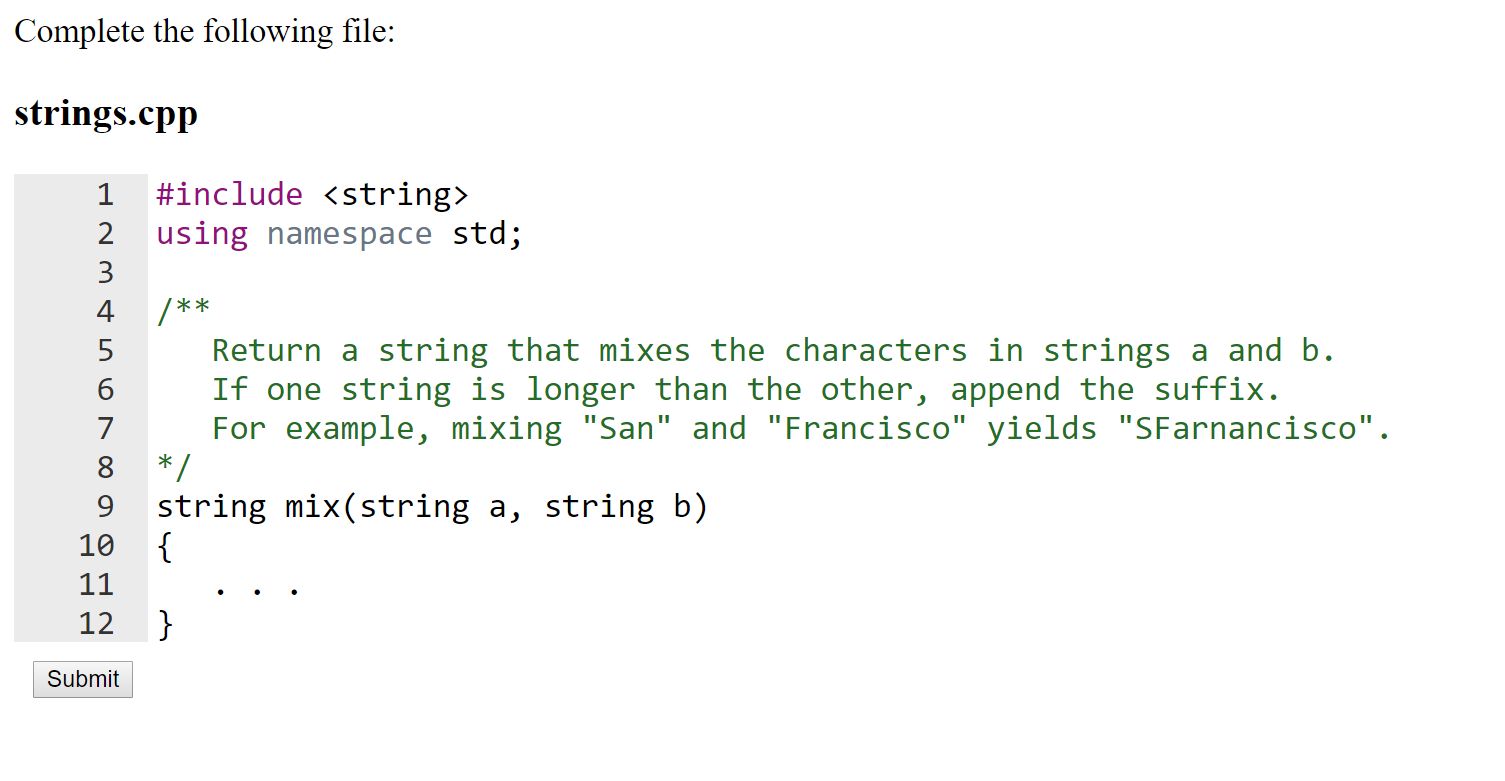 Complete the following file:
strings.cpp
1 #include <string>
2 using namespace std;
3
4 /**
5    Return a string that mixes the characters in strings a and b.
6    If one string is longer than the other, append the suffix.
7    For example, mixing "San" and "Francisco" yields "SFarnancisco".
8 */
9 string mix(string a, string b)
10 {
11    . . .
12 }
Submit